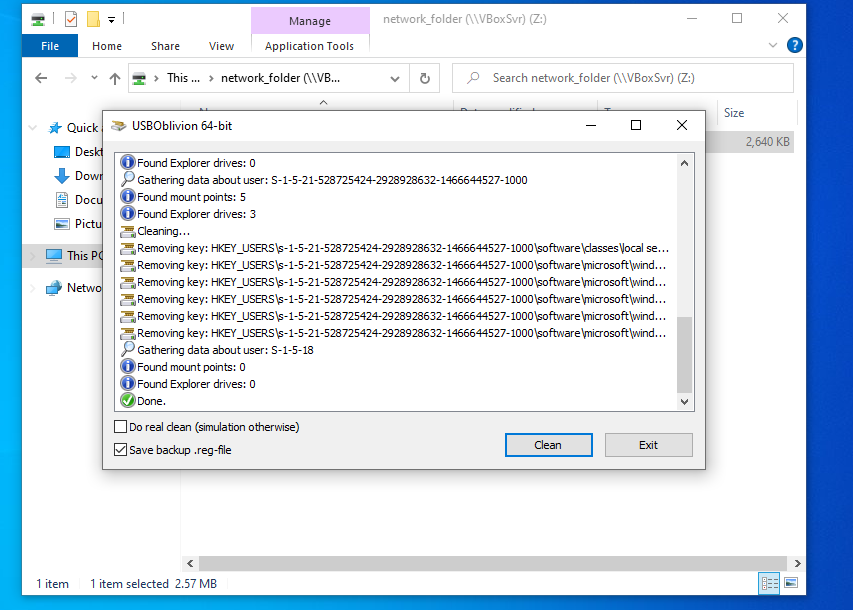 Manage
network_folder (\\VBoxSvr) (Z:)
File
Home
Share
View
Application Tools
This ...
network_folder (\\VB...
Search network_folder (\\VBoxSvr) (Z:)
Size
Quick
2,640 KB
This PC
USBOblivion 64-bit
Found Explorer drives: 0
Gathering data about user: S-1-5-21-528725424-2928928632-1466644527-1000
Found mount points: 5
Found Explorer drives: 3
Cleaning...
Removing key: HKEY_USERS\s-1-5-21-528725424-2928928632-1466644527-1000\software\classes\local se...
Removing key: HKEY_USERS\s-1-5-21-528725424-2928928632-1466644527-1000\software\microsoft\wind...
Removing key: HKEY_USERS\s-1-5-21-528725424-2928928632-1466644527-1000\software\microsoft\wind...
Removing key: HKEY_USERS\s-1-5-21-528725424-2928928632-1466644527-1000\software\microsoft\wind...
Removing key: HKEY_USERS\s-1-5-21-528725424-2928928632-1466644527-1000\software\microsoft\wind...
Removing key: HKEY_USERS\s-1-5-21-528725424-2928928632-1466644527-1000\software\microsoft\wind...
Gathering data about user: S-1-5-18
Found mount points: 0
Found Explorer drives: 0
Done.
Do real clean (simulation otherwise)
Save backup .reg-file
Clean
Exit
1 item
1 item selected 2.57 MB